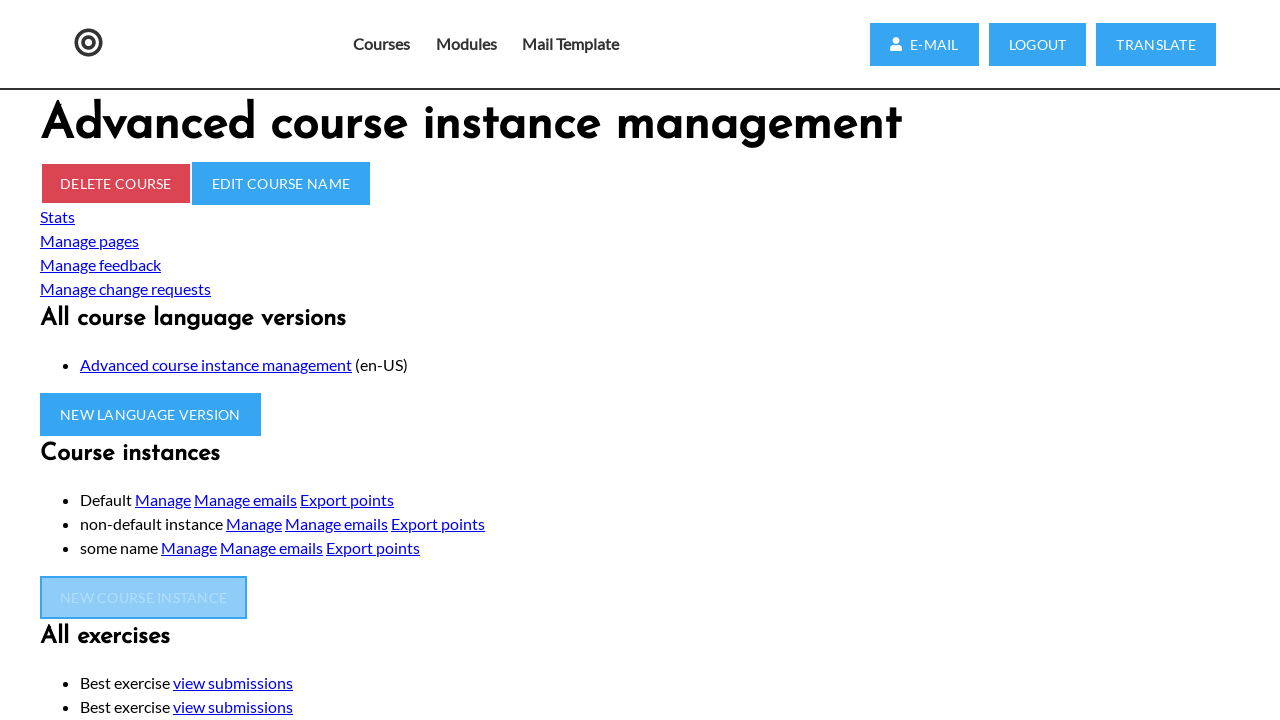 Courses Modules Mail Template E-MAIL LOGOUT TRANSLATE
Advanced course instance management
DELETE COURSE EDIT COURSE NAME
Stats
Manage pages
Manage feedback
Manage change requests
All course language versions
Advanced course instance management (en-US)
NEW LANGUAGE VERSION
Course instances
Default Manage Manage emails Export points
non-default instance Manage Manage emails Export points
some name Manage Manage emails Export points
NEW COURSE INSTANCE
All exercises
Best exercise view submissions
Best exercise view submissions